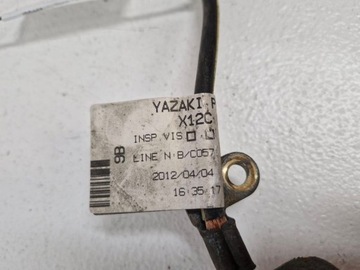 YAZAKI
X12C
INSP VIS
LINE N·B/C057
2012/04/04
16:35:17
9B